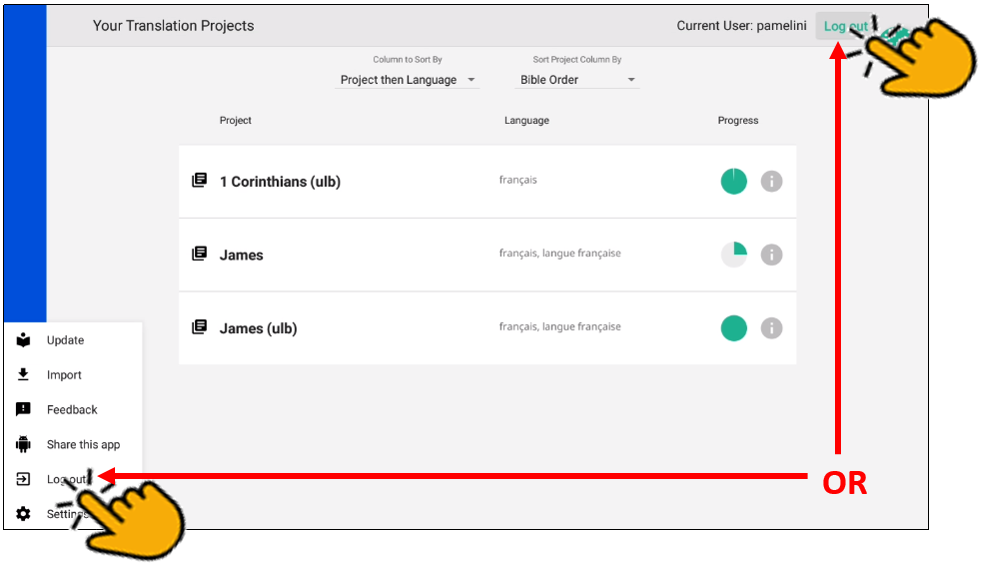 Your Translation Projects
Current User: pamelini
Log out
Column to Sort By
Sort Project Column By
Project then Language
Bible Order
Project
Language
Progress
1 Corinthians (ulb)
français
James
français, langue française
James (ulb)
français, langue française
Update
Import
Feedback
Share this app
Log out
Settings
OR